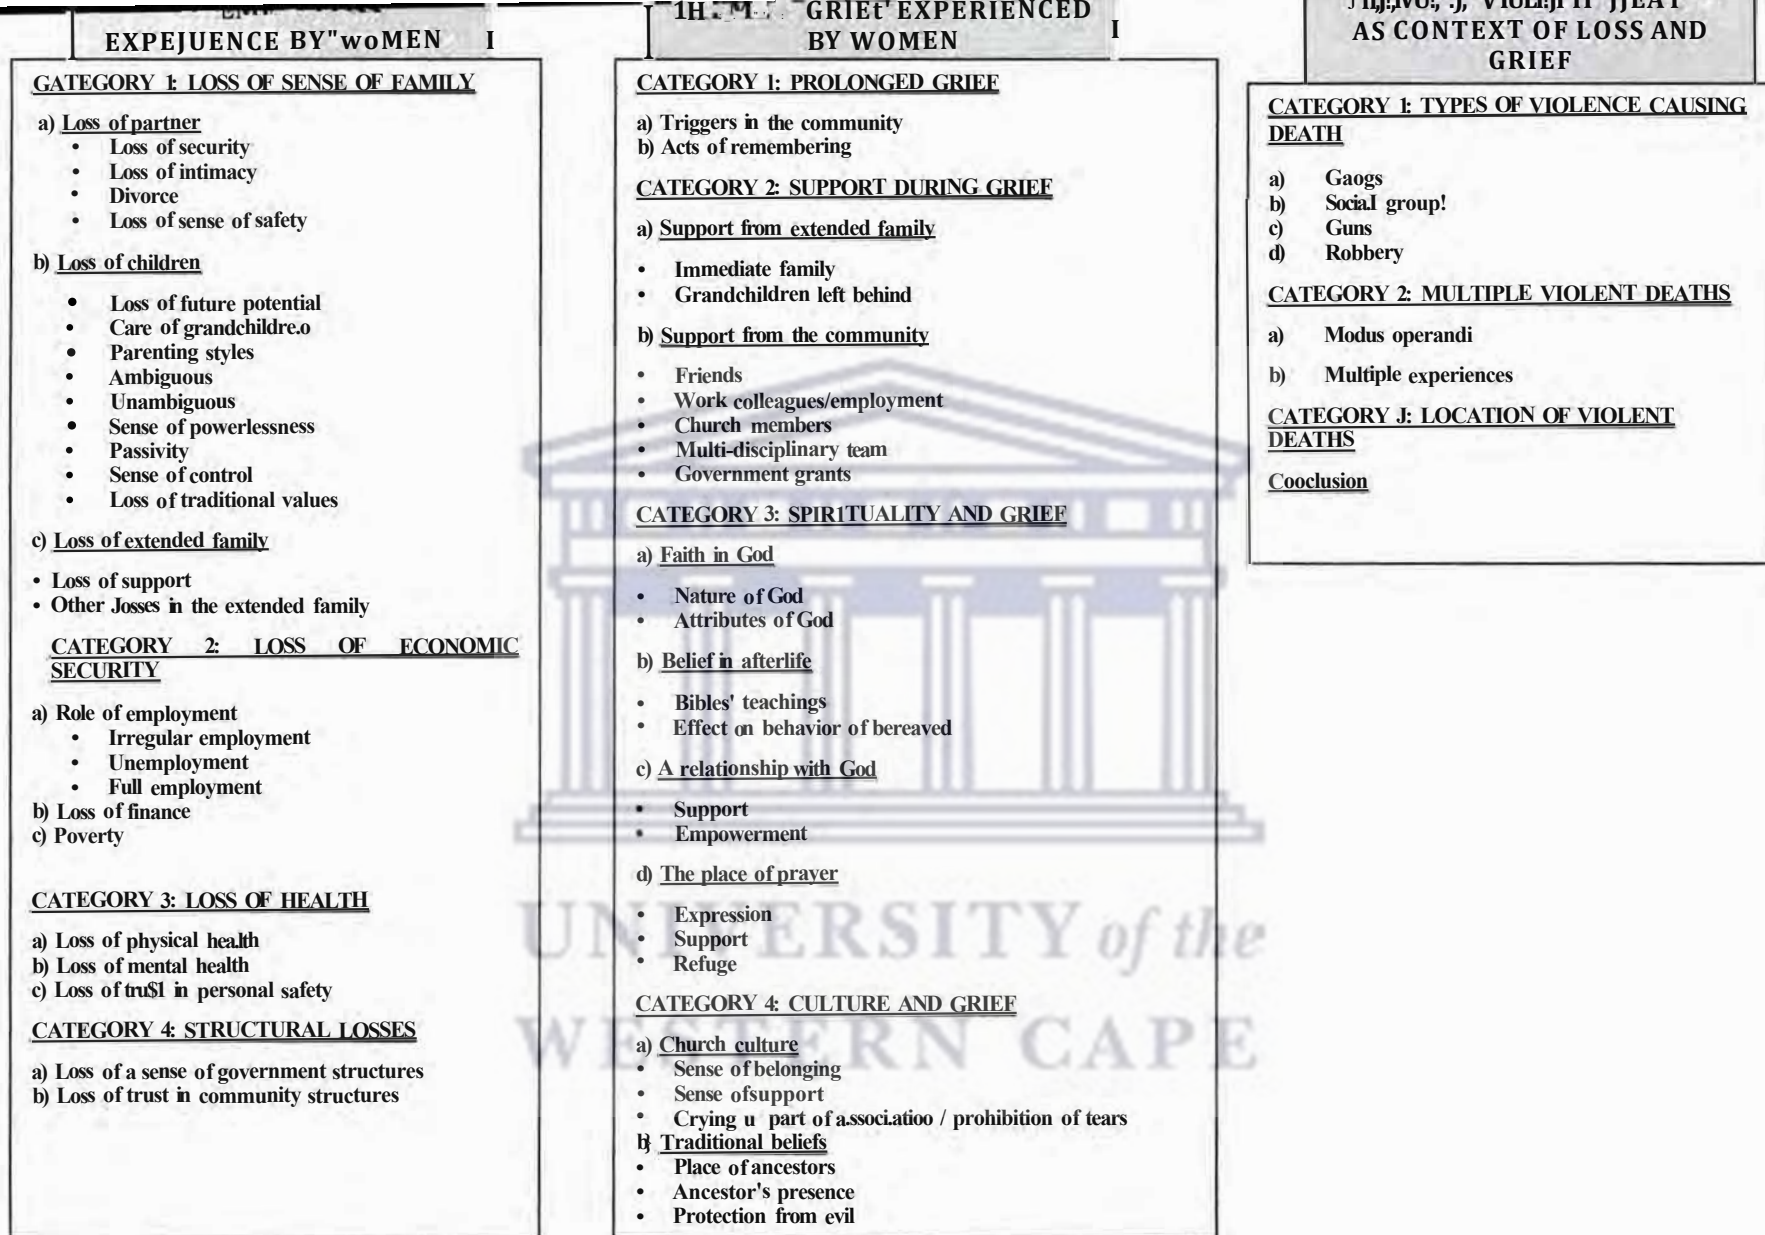 EXPEJUENCE BY"woMEN I
GATEGORY 1: LOSS OF SENSE OF FAMILY
a) Loss of partner
• Loss of security
• Loss of intimacy
• Divorce
• Loss of sense of safety
b) Loss of children
• Loss of future potential
• Care of grandchildre.o
• Parenting styles
• Ambiguous
• Unambiguous
• Sense of powerlessness
• Passivity
• Sense of control
• Loss of traditional values
c) Loss of extended family
• Loss of support
• Other Josses in the extended family
CATEGORY 2: LOSS OF ECONOMIC
SECURITY
a) Role of employment
• Irregular employment
• Unemployment
• Full employment
b) Loss of finance
c) Poverty
CATEGORY 3: LOSS OF HEALTH
a) Loss of physical hea.lth
b) Loss of mental health
c) Loss of tru$1 in personal safety
CATEGORY 4: STRUCTURAL LOSSES
a) Loss of a sense of government structures
b) Loss of trust in community structures
GRIEt' EXPERIENCED
BY WOMEN
CATEGORY 1: PROLONGED GRIEF
a) Triggers in the community
b) Acts of remembering
CATEGORY 2: SUPPORT DURING GRIEF
a) Support from extended family
• Immediate family
• Grandchildren left behind
b) Support from the community
• Friends
• Work colleagues/employment
• Church members
• Multi-disciplinary team
• Government grants
CATEGORY 3: SPIR1TUALITY AND GRIEF
a) Faith in God
• Nature of God
• Attributes of God
b) Belief in afterlife
• Bibles' teachings
• Effect on behavior of bereaved
c) A relationship with God
• Support
• Empowerment
d) The place of prayer
• Expression
• Support
• Refuge
CATEGORY 4: CULTURE AND GRIEF
a) Church culture
• Sense of belonging
• Sense ofsupport
• Crying u part of a.ssoci.atioo / prohibition of tears
b) Traditional beliefs
• Place of ancestors
• Ancestor's presence
• Protection from evil
AS CONTEXT OF LOSS AND
GRIEF
CATEGORY 1: TYPES OF VIOLENCE CAUSING
DEATH
a) Gaogs
b) Socia.I group!
c) Guns
d) Robbery
CATEGORY 2: MULTIPLE VIOLENT DEATHS
a) Modus operandi
b) Multiple experiences
CATEGORY J: LOCATION OF VIOLENT
DEATHS
Cooclusion
UNIVERSITY of the
WESTERN CAPE